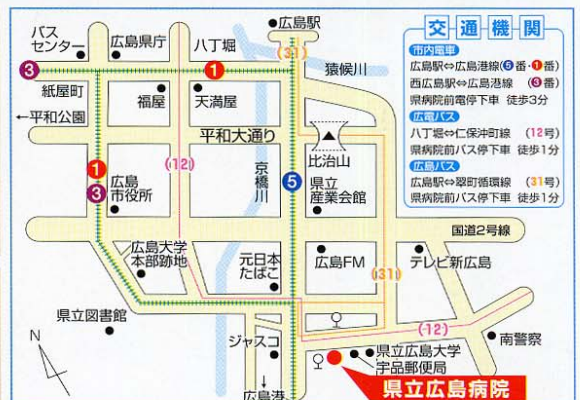 広島駅
交通機関
市内電車
広島駅⇔広島港線(5番・1番)
西広島駅⇔広島港線 (3番)
県病院前電停下車 徒歩3分
広電バス
八丁堀⇔仁保沖町線 (12号)
県病院前バス停下車 徒歩1分
広島バス
広島駅⇔翠町循環線 (31号)
県病院前バス停下車 徒歩1分
バス
センター
広島県庁
八丁堀
(31)
猿候川
3
1
紙屋町
福屋
天満屋
←平和公園
平和大通り
比治山
(12)
京橋川
1
3
5
広島
市役所
県立
産業会館
国道2号線
広島大学
本部跡地
元日本
たばこ
広島FM
テレビ新広島
(31)
県立図書館
(12)
N
ジャスコ
南警察
県立広島大学
宇品郵便局
県立広島病院
↓
広島港